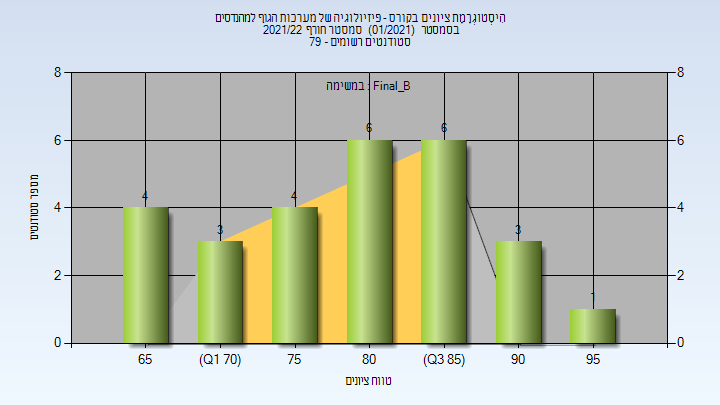 היסטוגרמת ציונים בקורס - פיזיולוגיה של מערכות הגוף למהנדסים
בסמסטר (01/2021) סמסטר חורף 2021/22
סטודנטים רשומים - 79
במשימה : Final_B
מספר סטודנטים
8 8
6 6
4 4
2 2
0 0
4 3 4 6 6 3 1
65 (Q1 70) 75 80 (Q3 85) 90 95
טווח ציונים